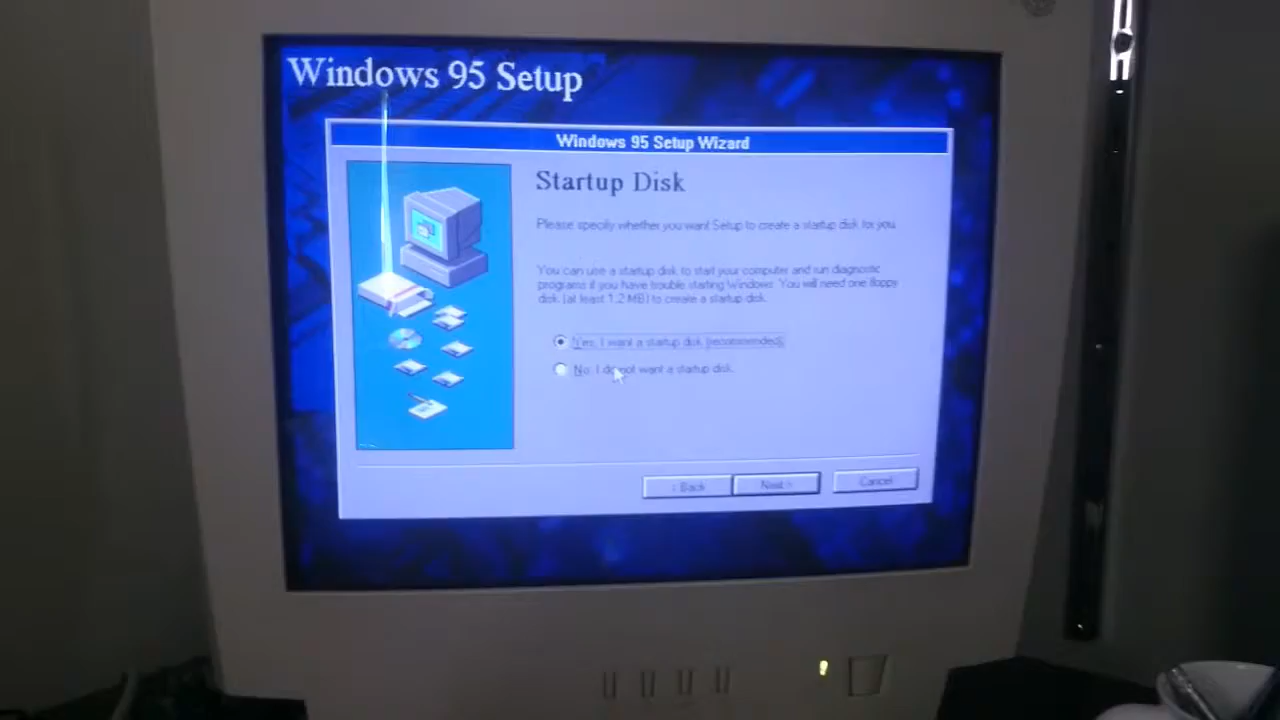 Windows 95 Setup
Windows 95 Setup Wizard
Startup Disk
Please specify whether you want Setup to create a startup disk for you.
You can use a startup disk to start your computer and run diagnostic
programs if you have trouble starting Windows. You will need one floppy
disk (at least 1.2 MB) to create a startup disk.
Yes, I want a startup disk (recommended).
No, I do not want a startup disk.
< Back
Next >
Cancel